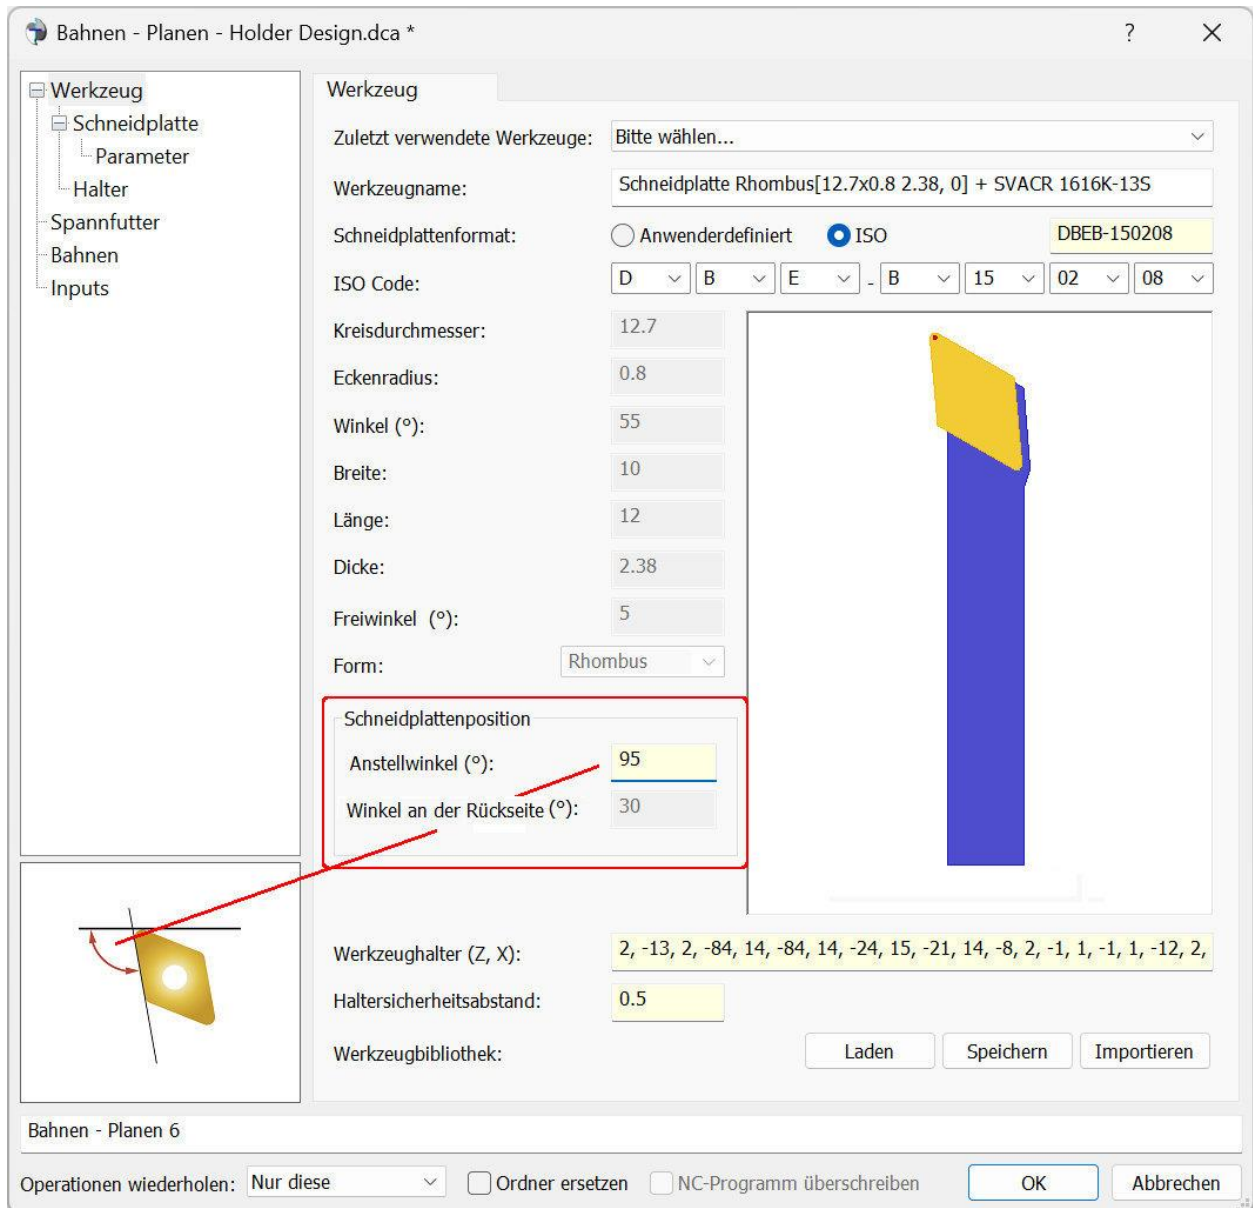 Bahnen - Planen - Holder Design.dca *
?
Werkzeug
Schneidplatte
Parameter
Halter
Spannfutter
Bahnen
Inputs
Werkzeug
Zuletzt verwendete Werkzeuge: Bitte wählen...
Werkzeugname: Schneidplatte Rhombus[12.7x0.8 2.38, 0] + SVACR 1616K-13S
Schneidplattenformat: Anwenderdefiniert ISO DBEB-150208
ISO Code: D B E - B 15 02 08
Kreisdurchmesser: 12.7
Eckenradius: 0.8
Winkel (º): 55
Breite: 10
Länge: 12
Dicke: 2.38
Freiwinkel (º): 5
Form: Rhombus
Schneidplattenposition
Anstellwinkel (º): 95
Winkel an der Rückseite (º): 30
Werkzeughalter (Z, X): 2, -13, 2, -84, 14, -84, 14, -24, 15, -21, 14, -8, 2, -1, 1, -1, 1, -12, 2,
Haltersicherheitsabstand: 0.5
Werkzeugbibliothek: Laden Speichern Importieren
Bahnen - Planen 6
Operationen wiederholen: Nur diese Ordner ersetzen NC-Programm überschreiben OK Abbrechen